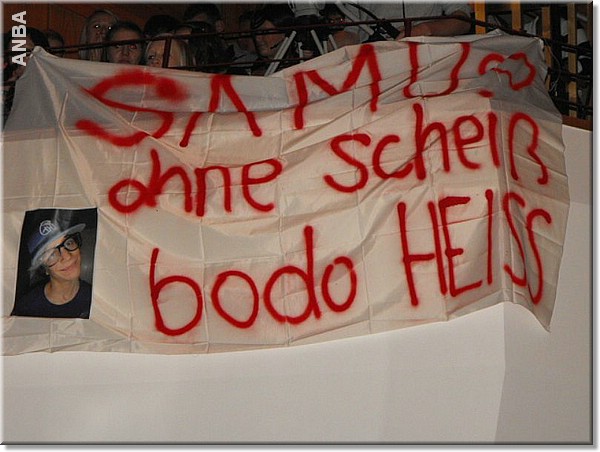 ANBA
SAMU
ohne scheiß
bodo HEISS